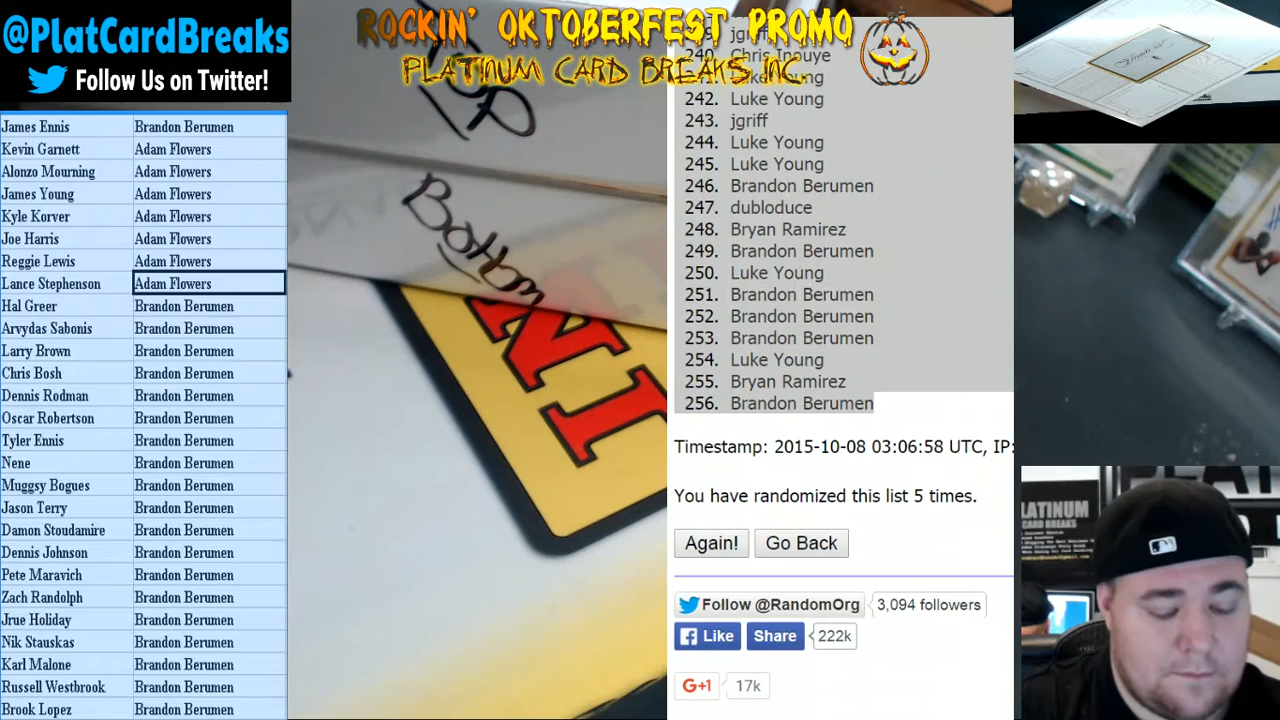 @PlatCardBreaks
Follow Us on Twitter!
ROCKIN' OKTOBERFEST PROMO
PLATINUM CARD BREAKS INC.
James Ennis Brandon Berumen
Kevin Garnett Adam Flowers
Alonzo Mourning Adam Flowers
James Young Adam Flowers
Kyle Korver Adam Flowers
Joe Harris Adam Flowers
Reggie Lewis Adam Flowers
Lance Stephenson Adam Flowers
Hal Greer Brandon Berumen
Arvydas Sabonis Brandon Berumen
Larry Brown Brandon Berumen
Chris Bosh Brandon Berumen
Dennis Rodman Brandon Berumen
Oscar Robertson Brandon Berumen
Tyler Ennis Brandon Berumen
Nene Brandon Berumen
Muggsy Bogues Brandon Berumen
Jason Terry Brandon Berumen
Damon Stoudamire Brandon Berumen
Dennis Johnson Brandon Berumen
Pete Maravich Brandon Berumen
Zach Randolph Brandon Berumen
Jrue Holiday Brandon Berumen
Nik Stauskas Brandon Berumen
Karl Malone Brandon Berumen
Russell Westbrook Brandon Berumen
Brook Lopez Brandon Berumen
Bottom
NI
jgriff
240. Chris Inouye
Young
242. Luke Young
243. jgriff
244. Luke Young
245. Luke Young
246. Brandon Berumen
247. dubloduce
248. Bryan Ramirez
249. Brandon Berumen
250. Luke Young
251. Brandon Berumen
252. Brandon Berumen
253. Brandon Berumen
254. Luke Young
255. Bryan Ramirez
256. Brandon Berumen
Timestamp: 2015-10-08 03:06:58 UTC, IP:
You have randomized this list 5 times.
Again! Go Back
Follow @RandomOrg 3,094 followers
Like Share 222k
G+1 17k
PLATINUM
CARD BREAKS